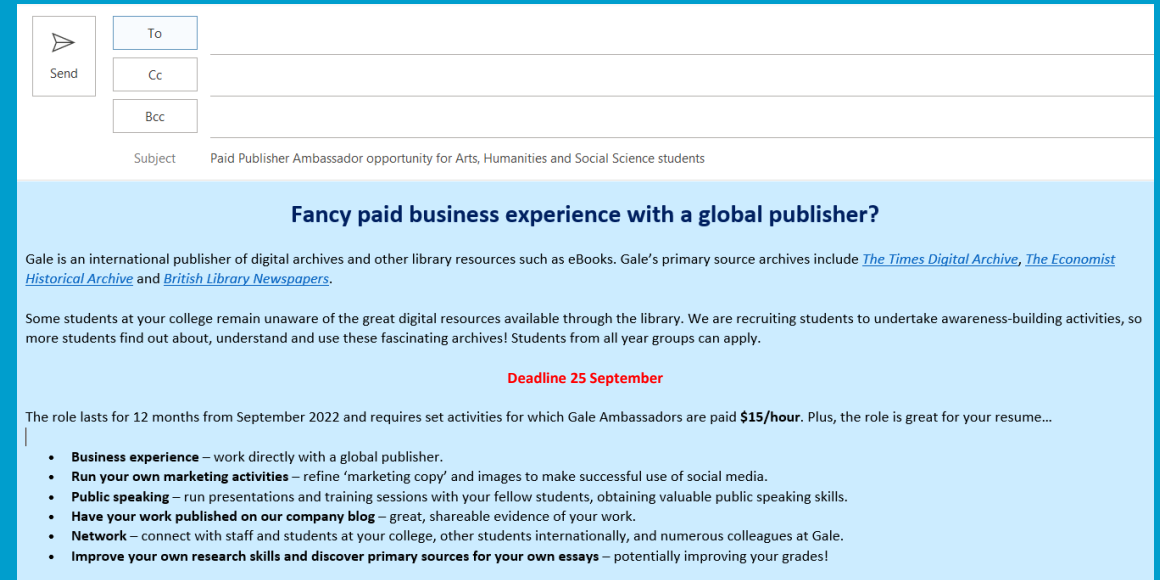 To
Send
Cc
Bcc
Subject Paid Publisher Ambassador opportunity for Arts, Humanities and Social Science students
Fancy paid business experience with a global publisher?
Gale is an international publisher of digital archives and other library resources such as eBooks. Gale’s primary source archives include The Times Digital Archive, The Economist
Historical Archive and British Library Newspapers.
Some students at your college remain unaware of the great digital resources available through the library. We are recruiting students to undertake awareness-building activities, so
more students find out about, understand and use these fascinating archives! Students from all year groups can apply.
Deadline 25 September
The role lasts for 12 months from September 2022 and requires set activities for which Gale Ambassadors are paid $15/hour. Plus, the role is great for your resume…
• Business experience – work directly with a global publisher.
• Run your own marketing activities – refine ‘marketing copy’ and images to make successful use of social media.
• Public speaking – run presentations and training sessions with your fellow students, obtaining valuable public speaking skills.
• Have your work published on our company blog – great, shareable evidence of your work.
• Network – connect with staff and students at your college, other students internationally, and numerous colleagues at Gale.
• Improve your own research skills and discover primary sources for your own essays – potentially improving your grades!